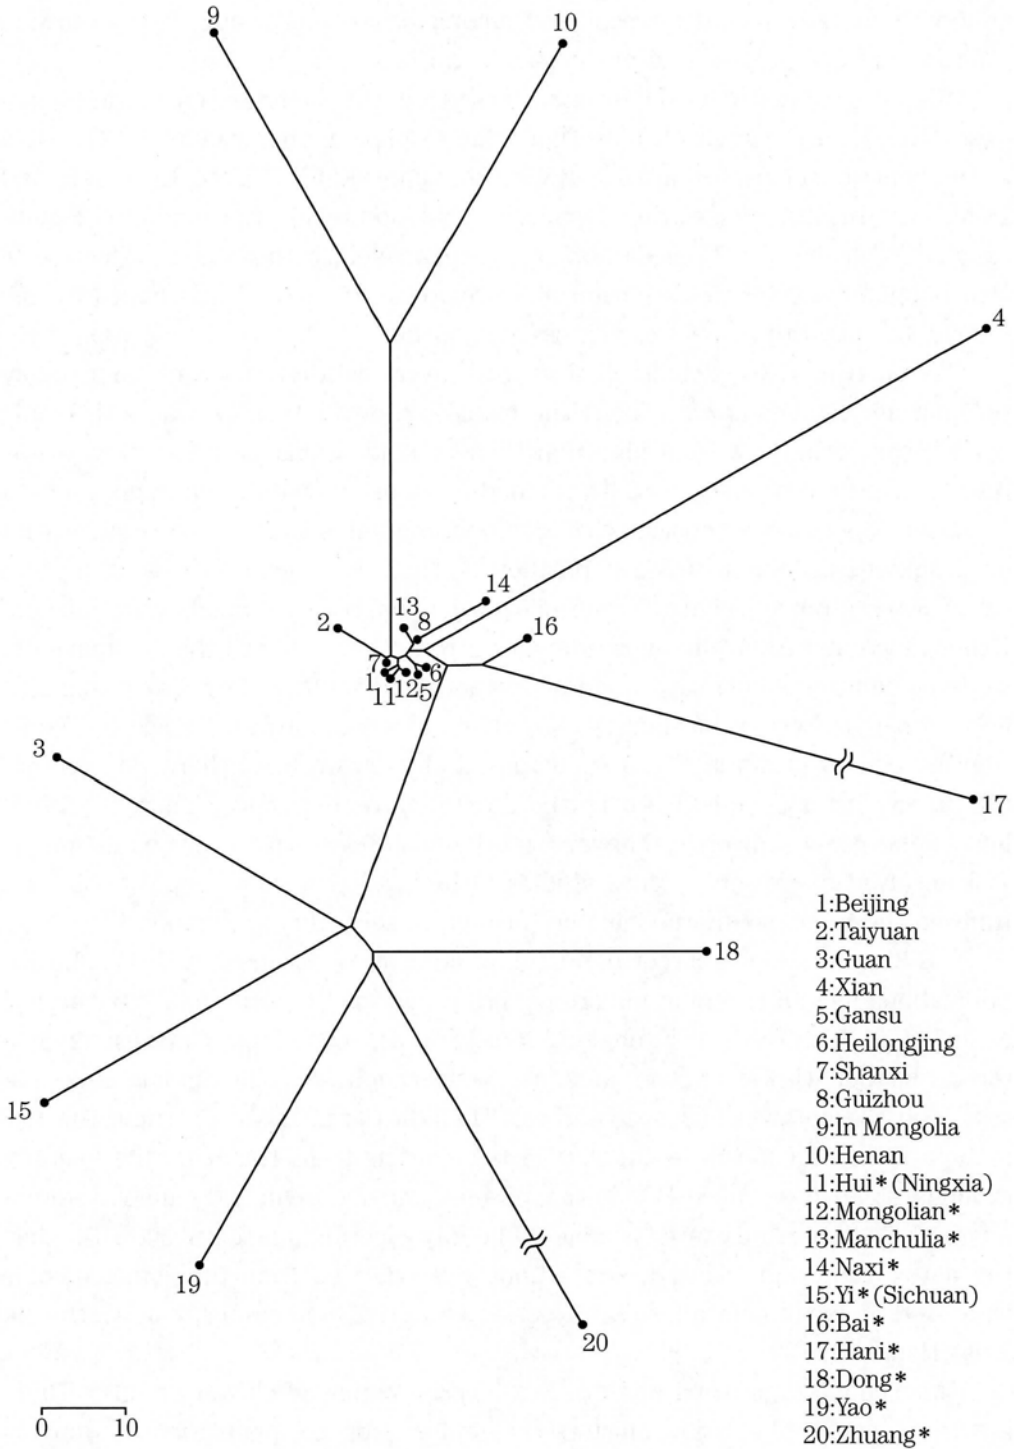 9
10
4
14
13
8
16
2
7
6
1
12
5
11
3
17
18
15
19
20
1:Beijing
2:Taiyuan
3:Guan
4:Xian
5:Gansu
6:Heilongjing
7:Shanxi
8:Guizhou
9:In Mongolia
10:Henan
11:Hui* (Ningxia)
12:Mongolian*
13:Manchulia*
14:Naxi*
15:Yi* (Sichuan)
16:Bai*
17:Hani*
18:Dong*
19:Yao*
20:Zhuang*
0 10